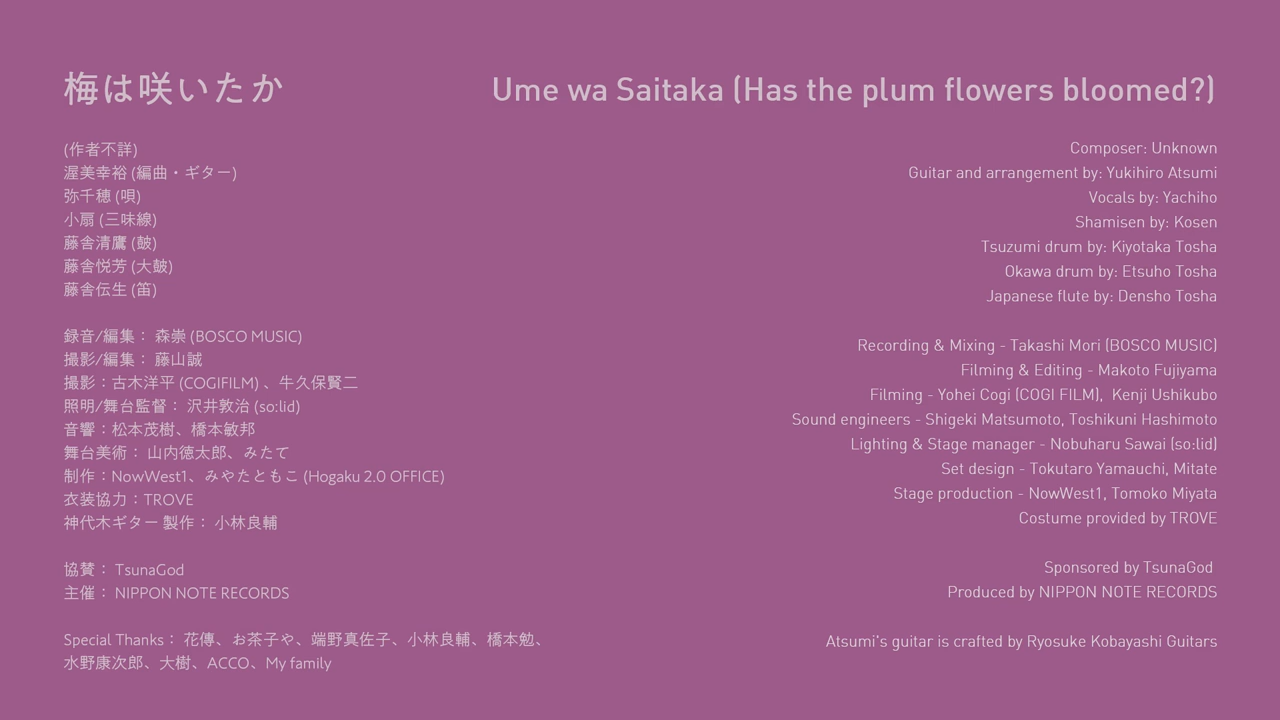 梅は咲いたか
(作者不詳)
渥美幸裕 (編曲・ギター)
弥千穂 (唄)
小扇 (三味線)
藤舎清鷹 (鼓)
藤舎悦芳 (大鼓)
藤舎伝生 (笛)
録音/編集： 森崇 (BOSCO MUSIC)
撮影/編集： 藤山誠
撮影：古木洋平 (COGIFILM) 、牛久保賢二
照明/舞台監督： 沢井敦治 (so:lid)
音響：松本茂樹、橋本敏邦
舞台美術： 山内徳太郎、みたて
制作：NowWest1、みやたともこ (Hogaku 2.0 OFFICE)
衣装協力：TROVE
神代木ギター 製作： 小林良輔
協賛： TsunaGod
主催： NIPPON NOTE RECORDS
Special Thanks： 花傳、お茶子や、端野真佐子、小林良輔、橋本勉、
水野康次郎、大樹、ACCO、My family
Ume wa Saitaka (Has the plum flowers bloomed?)
Composer: Unknown
Guitar and arrangement by: Yukihiro Atsumi
Vocals by: Yachiho
Shamisen by: Kosen
Tsuzumi drum by: Kiyotaka Tosha
Okawa drum by: Etsuho Tosha
Japanese flute by: Densho Tosha
Recording & Mixing - Takashi Mori (BOSCO MUSIC)
Filming & Editing - Makoto Fujiyama
Filming - Yohei Cogi (COGI FILM),  Kenji Ushikubo
Sound engineers - Shigeki Matsumoto, Toshikuni Hashimoto
Lighting & Stage manager - Nobuharu Sawai (so:lid)
Set design - Tokutaro Yamauchi, Mitate
Stage production - NowWest1, Tomoko Miyata
Costume provided by TROVE
Sponsored by TsunaGod
Produced by NIPPON NOTE RECORDS
Atsumi's guitar is crafted by Ryosuke Kobayashi Guitars